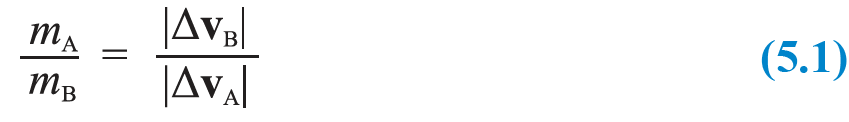 m_A / m_B = |Δv_B| / |Δv_A| (5.1)